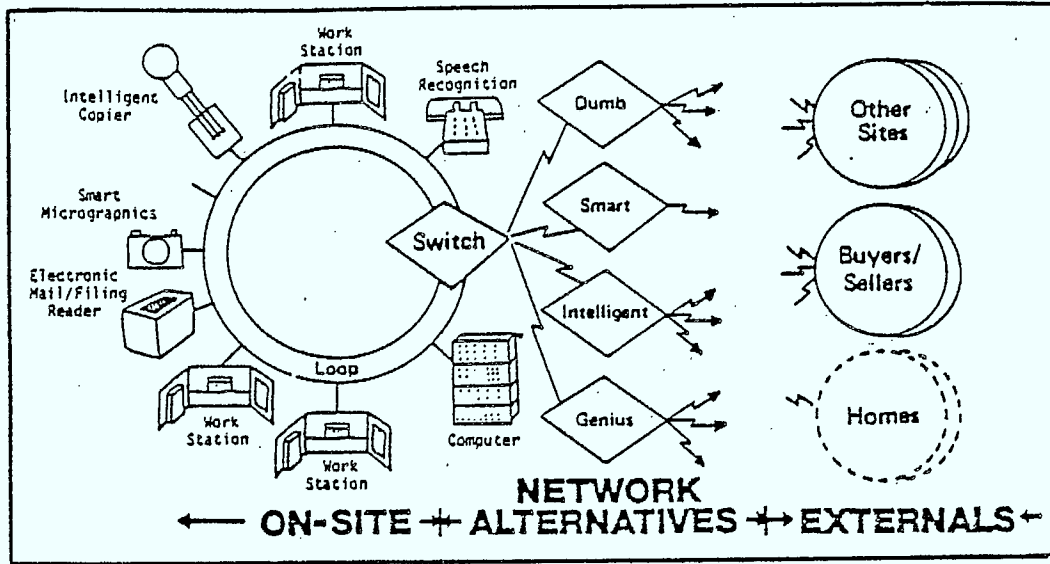 Work
Station
Speech
Recognition
Intelligent
Copier
Smart
Micrographics
Electronic
Mail/Filing
Reader
Work
Station
Work
Station
Computer
Loop
Switch
Dumb
Smart
Intelligent
Genius
Other
Sites
Buyers/
Sellers
Homes
ON-SITE
NETWORK
ALTERNATIVES
EXTERNALS